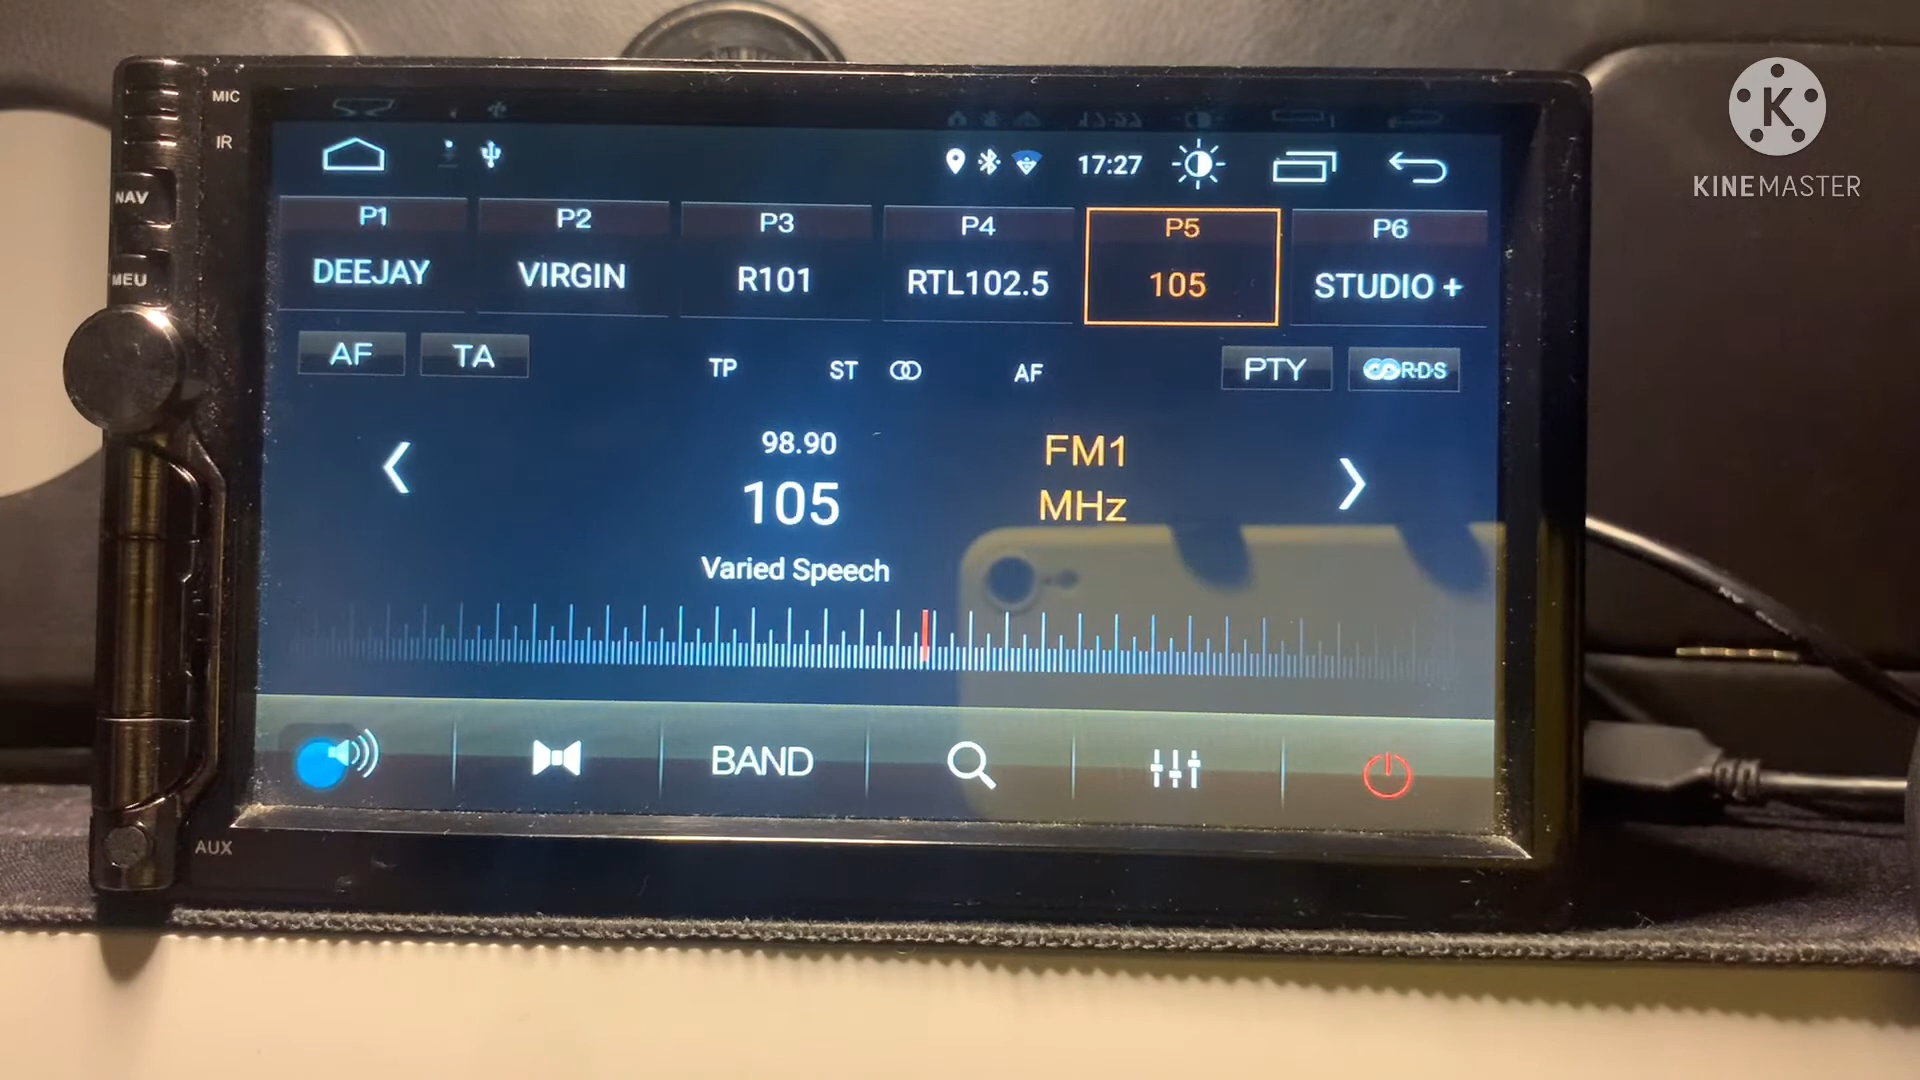 MIC
IR
NAV
MEU
AUX
17:27
K
KINEMASTER
P1 P2 P3 P4 P5 P6
DEEJAY VIRGIN R101 RTL102.5 105 STUDIO +
AF TA TP ST AF PTY RDS
98.90 FM1
105 MHz
Varied Speech
BAND